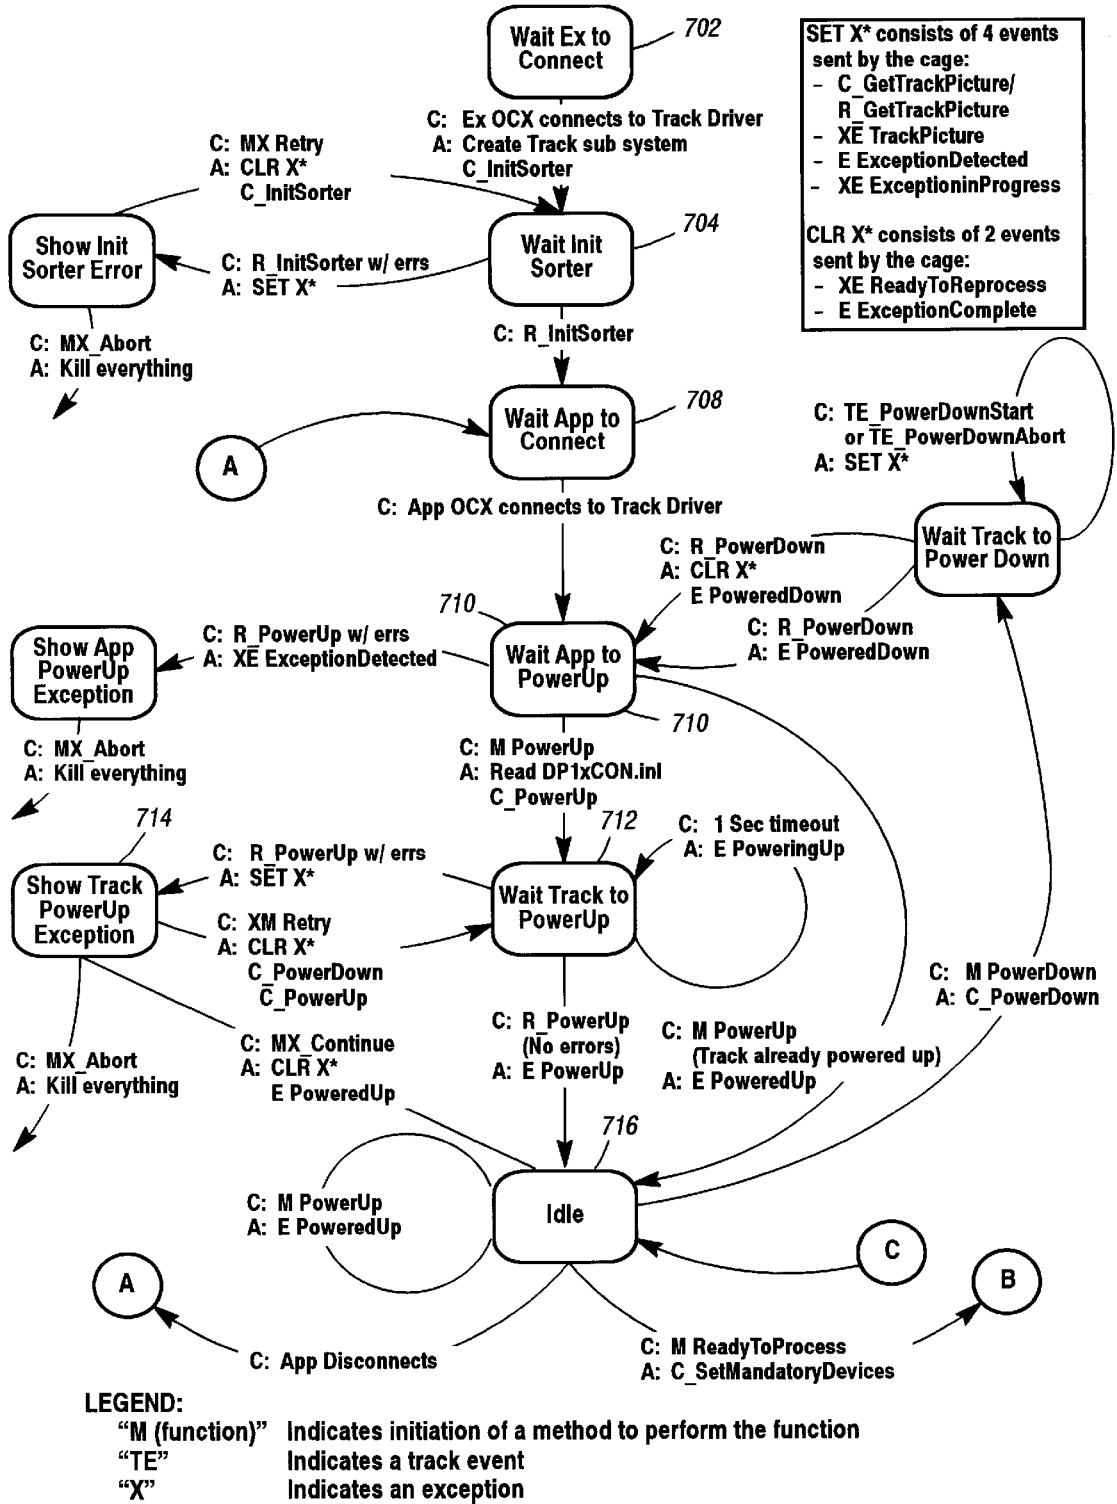 Wait Ex to
Connect
702
C: Ex OCX connects to Track Driver
A: Create Track sub system
C_InitSorter
SET X* consists of 4 events
sent by the cage:
– C_GetTrackPicture/
R_GetTrackPicture
– XE TrackPicture
– E ExceptionDetected
– XE ExceptioninProgress
CLR X* consists of 2 events
sent by the cage:
– XE ReadyToReprocess
– E ExceptionComplete
C: MX Retry
A: CLR X*
C_InitSorter
Show Init
Sorter Error
C: R_InitSorter w/ errs
A: SET X*
Wait Init
Sorter
704
C: MX_Abort
A: Kill everything
C: R_InitSorter
A
Wait App to
Connect
708
C: TE_PowerDownStart
or TE_PowerDownAbort
A: SET X*
C: App OCX connects to Track Driver
Wait Track to
Power Down
C: R_PowerDown
A: CLR X*
E PoweredDown
C: R_PowerDown
A: E PoweredDown
710
Show App
PowerUp
Exception
C: R_PowerUp w/ errs
A: XE ExceptionDetected
Wait App to
PowerUp
710
C: MX_Abort
A: Kill everything
C: M PowerUp
A: Read DP1xCON.inl
C_PowerUp
714
712
C: 1 Sec timeout
A: E PoweringUp
Show Track
PowerUp
Exception
C: R_PowerUp w/ errs
A: SET X*
Wait Track to
PowerUp
C: XM Retry
A: CLR X*
C_PowerDown
C_PowerUp
C: M PowerDown
A: C_PowerDown
C: MX_Abort
A: Kill everything
C: MX_Continue
A: CLR X*
E PoweredUp
C: R_PowerUp
(No errors)
A: E PowerUp
C: M PowerUp
(Track already powered up)
A: E PoweredUp
716
C: M PowerUp
A: E PoweredUp
Idle
C
A
B
C: App Disconnects
C: M ReadyToProcess
A: C_SetMandatoryDevices
LEGEND:
“M (function)” Indicates initiation of a method to perform the function
“TE” Indicates a track event
“X” Indicates an exception